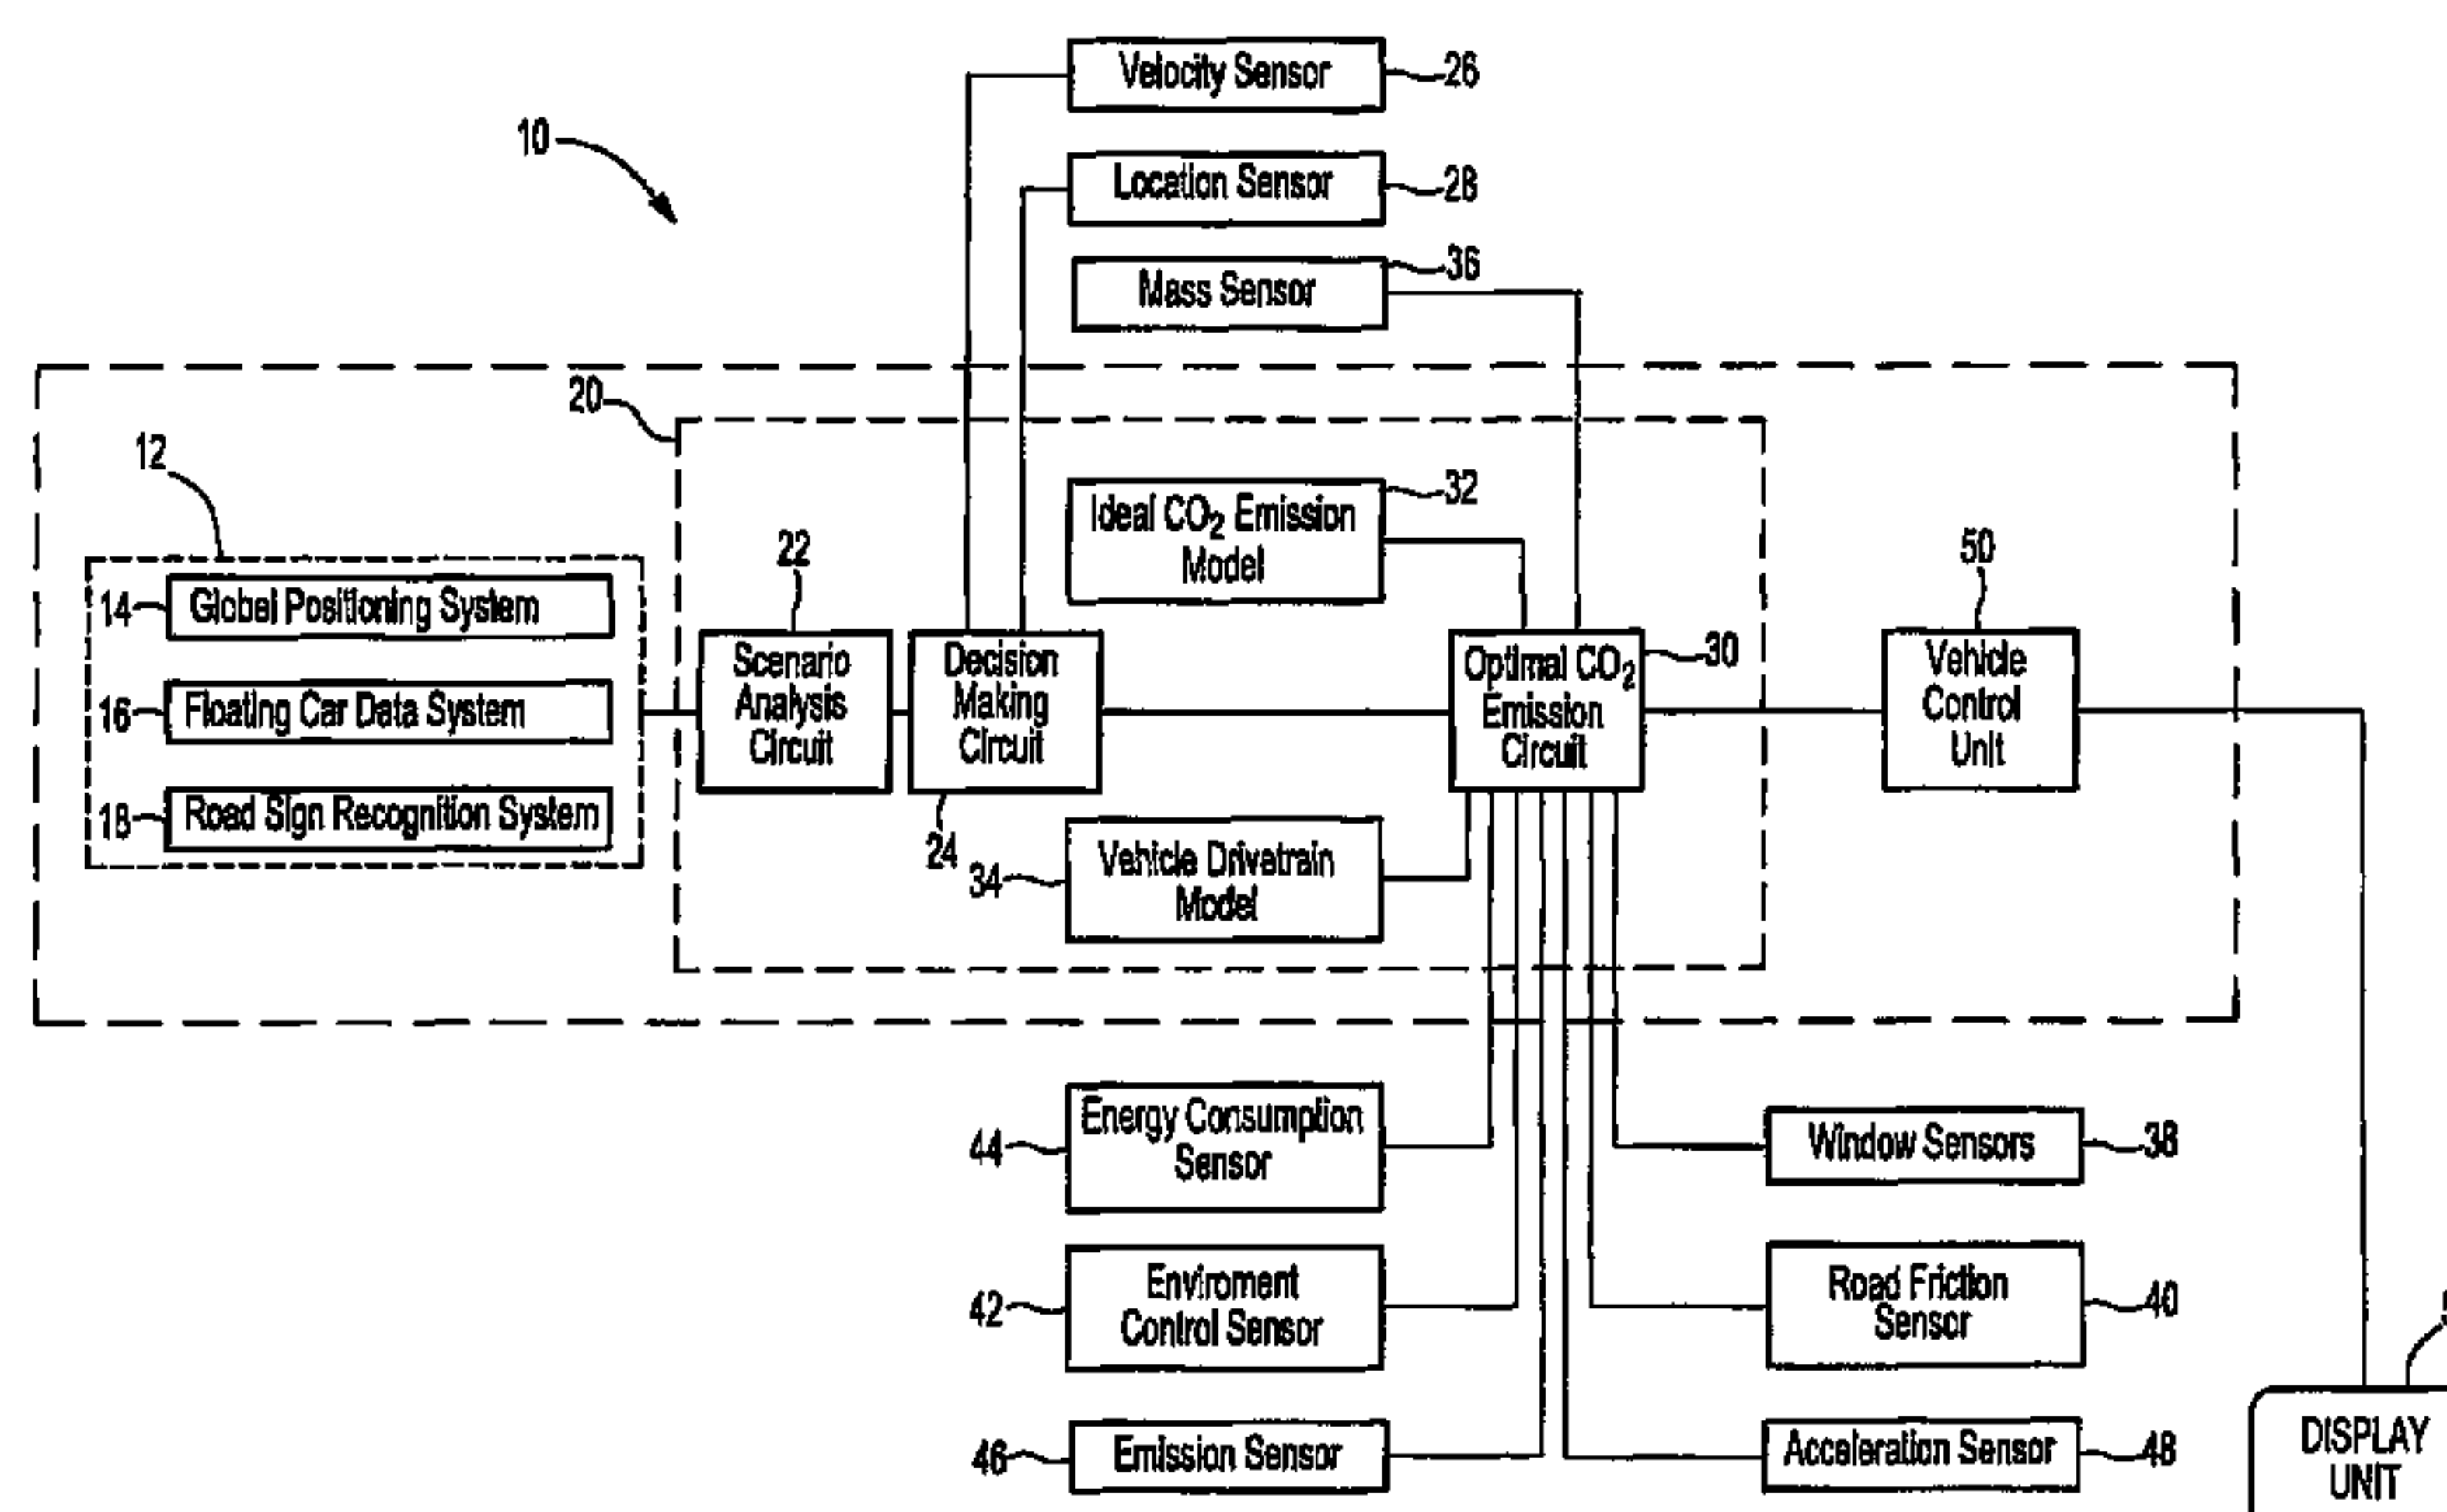 Velocity Sensor
26
10
Location Sensor
28
36
Mass Sensor
20
12
32
Ideal CO2 Emission
Model
22
50
14
Global Positioning System
Scenario
Analysis
Circuit
Decision
Making
Circuit
Optimal CO2
Emission
Circuit
30
Vehicle
Control
Unit
16
Floating Car Data System
18
Road Sign Recognition System
24
34
Vehicle Drivetrain
Model
44
Energy Consumption
Sensor
Window Sensors
38
42
Enviroment
Control Sensor
Road Friction
Sensor
40
46
Emission Sensor
Acceleration Sensor
48
DISPLAY
UNIT